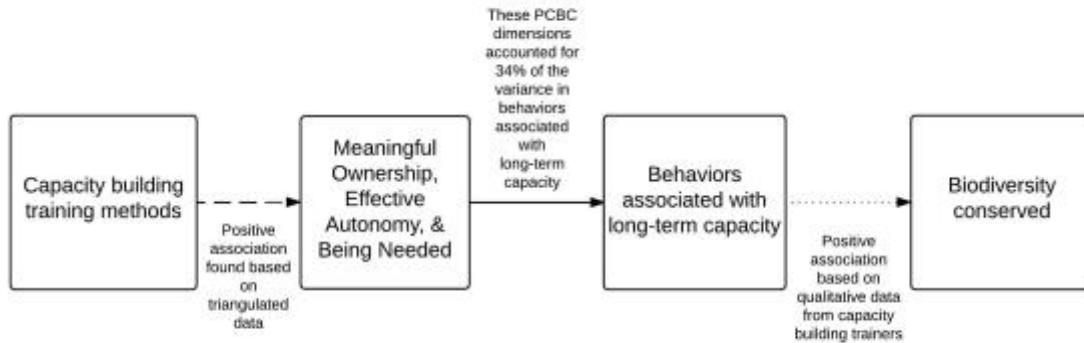 Capacity building
training methods
Positive
association
found based
on
triangulated
data
Meaningful
Ownership,
Effective
Autonomy, &
Being Needed
These PCBC
dimensions
accounted for
34% of the
variance in
behaviors
associated
with
long-term
capacity
Behaviors
associated with
long-term capacity
Positive
association
based on
qualitative data
from capacity
building trainers
Biodiversity
conserved